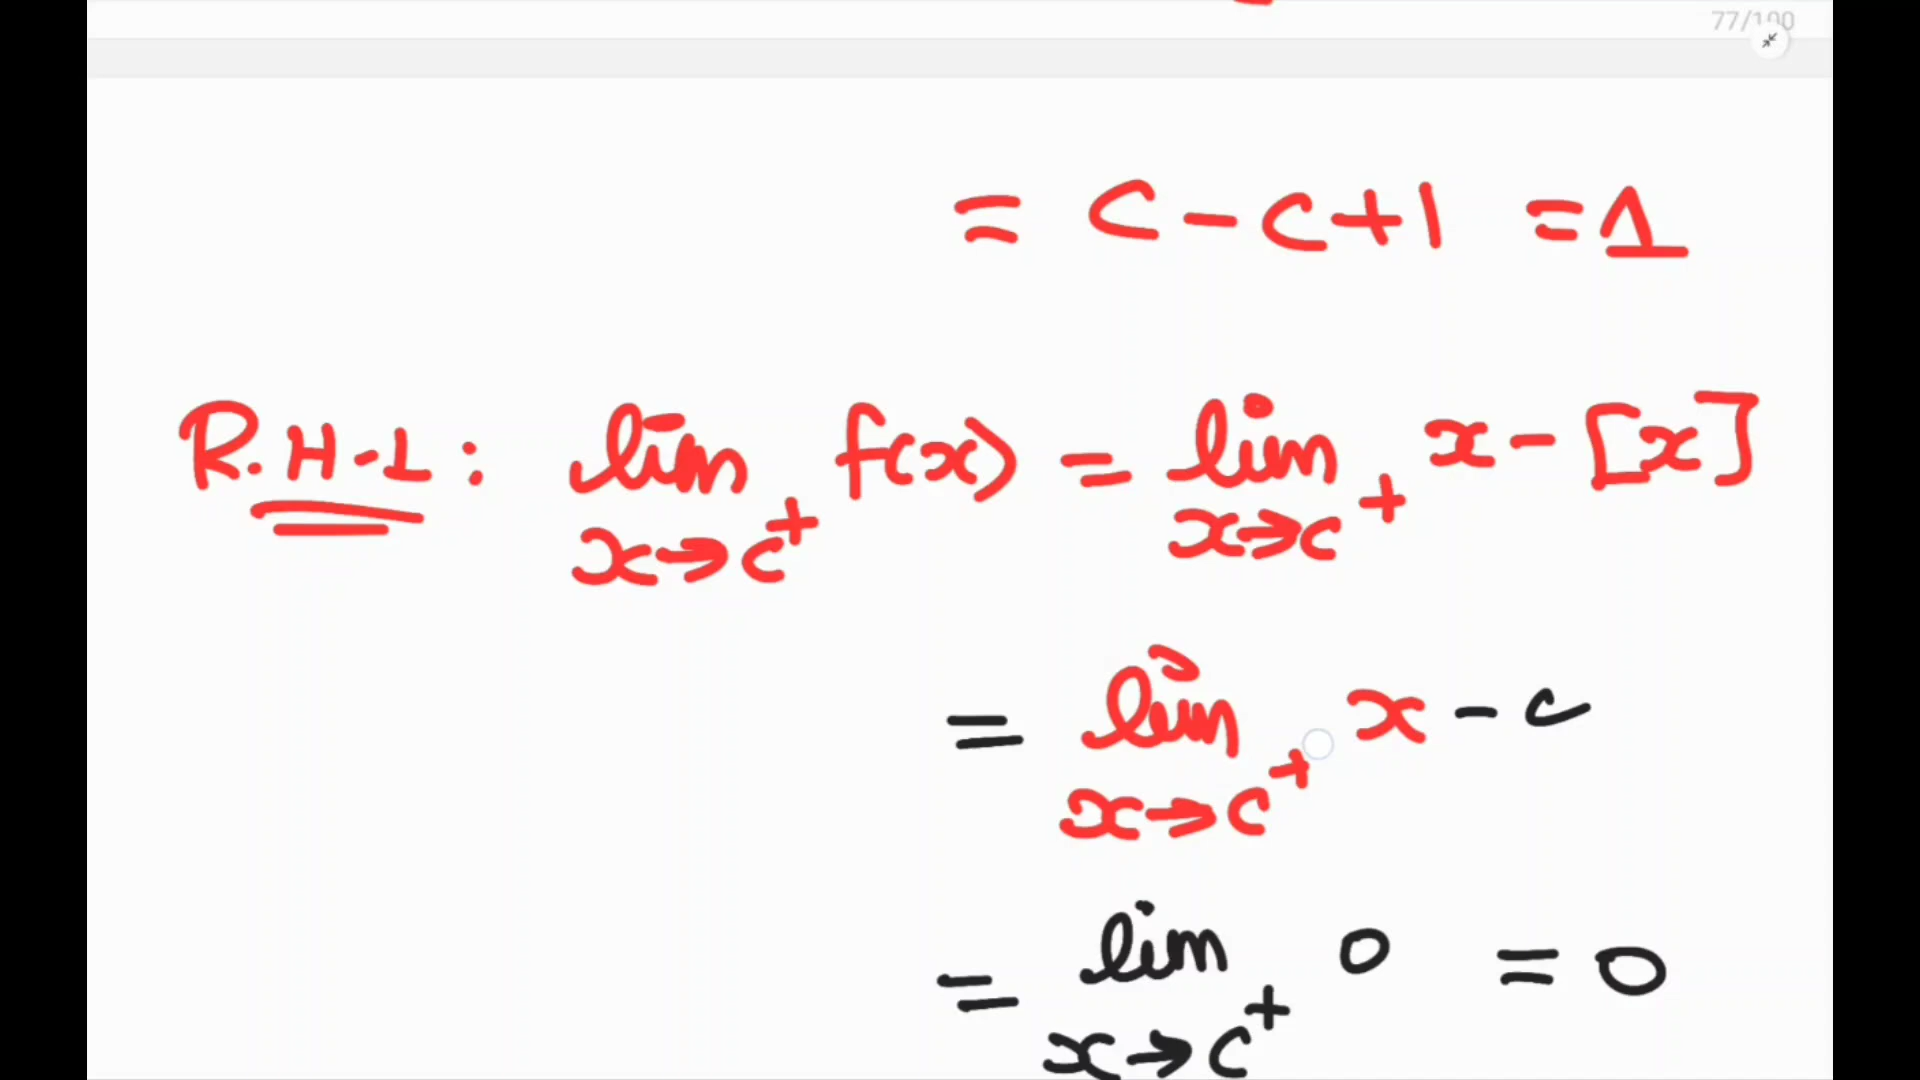 77/100
= c - c + 1 = 1
R.H.L: lim x→c⁺ f(x) = lim x→c⁺ x - [x]
= lim x→c⁺ x - c
= lim x→c⁺ 0 = 0